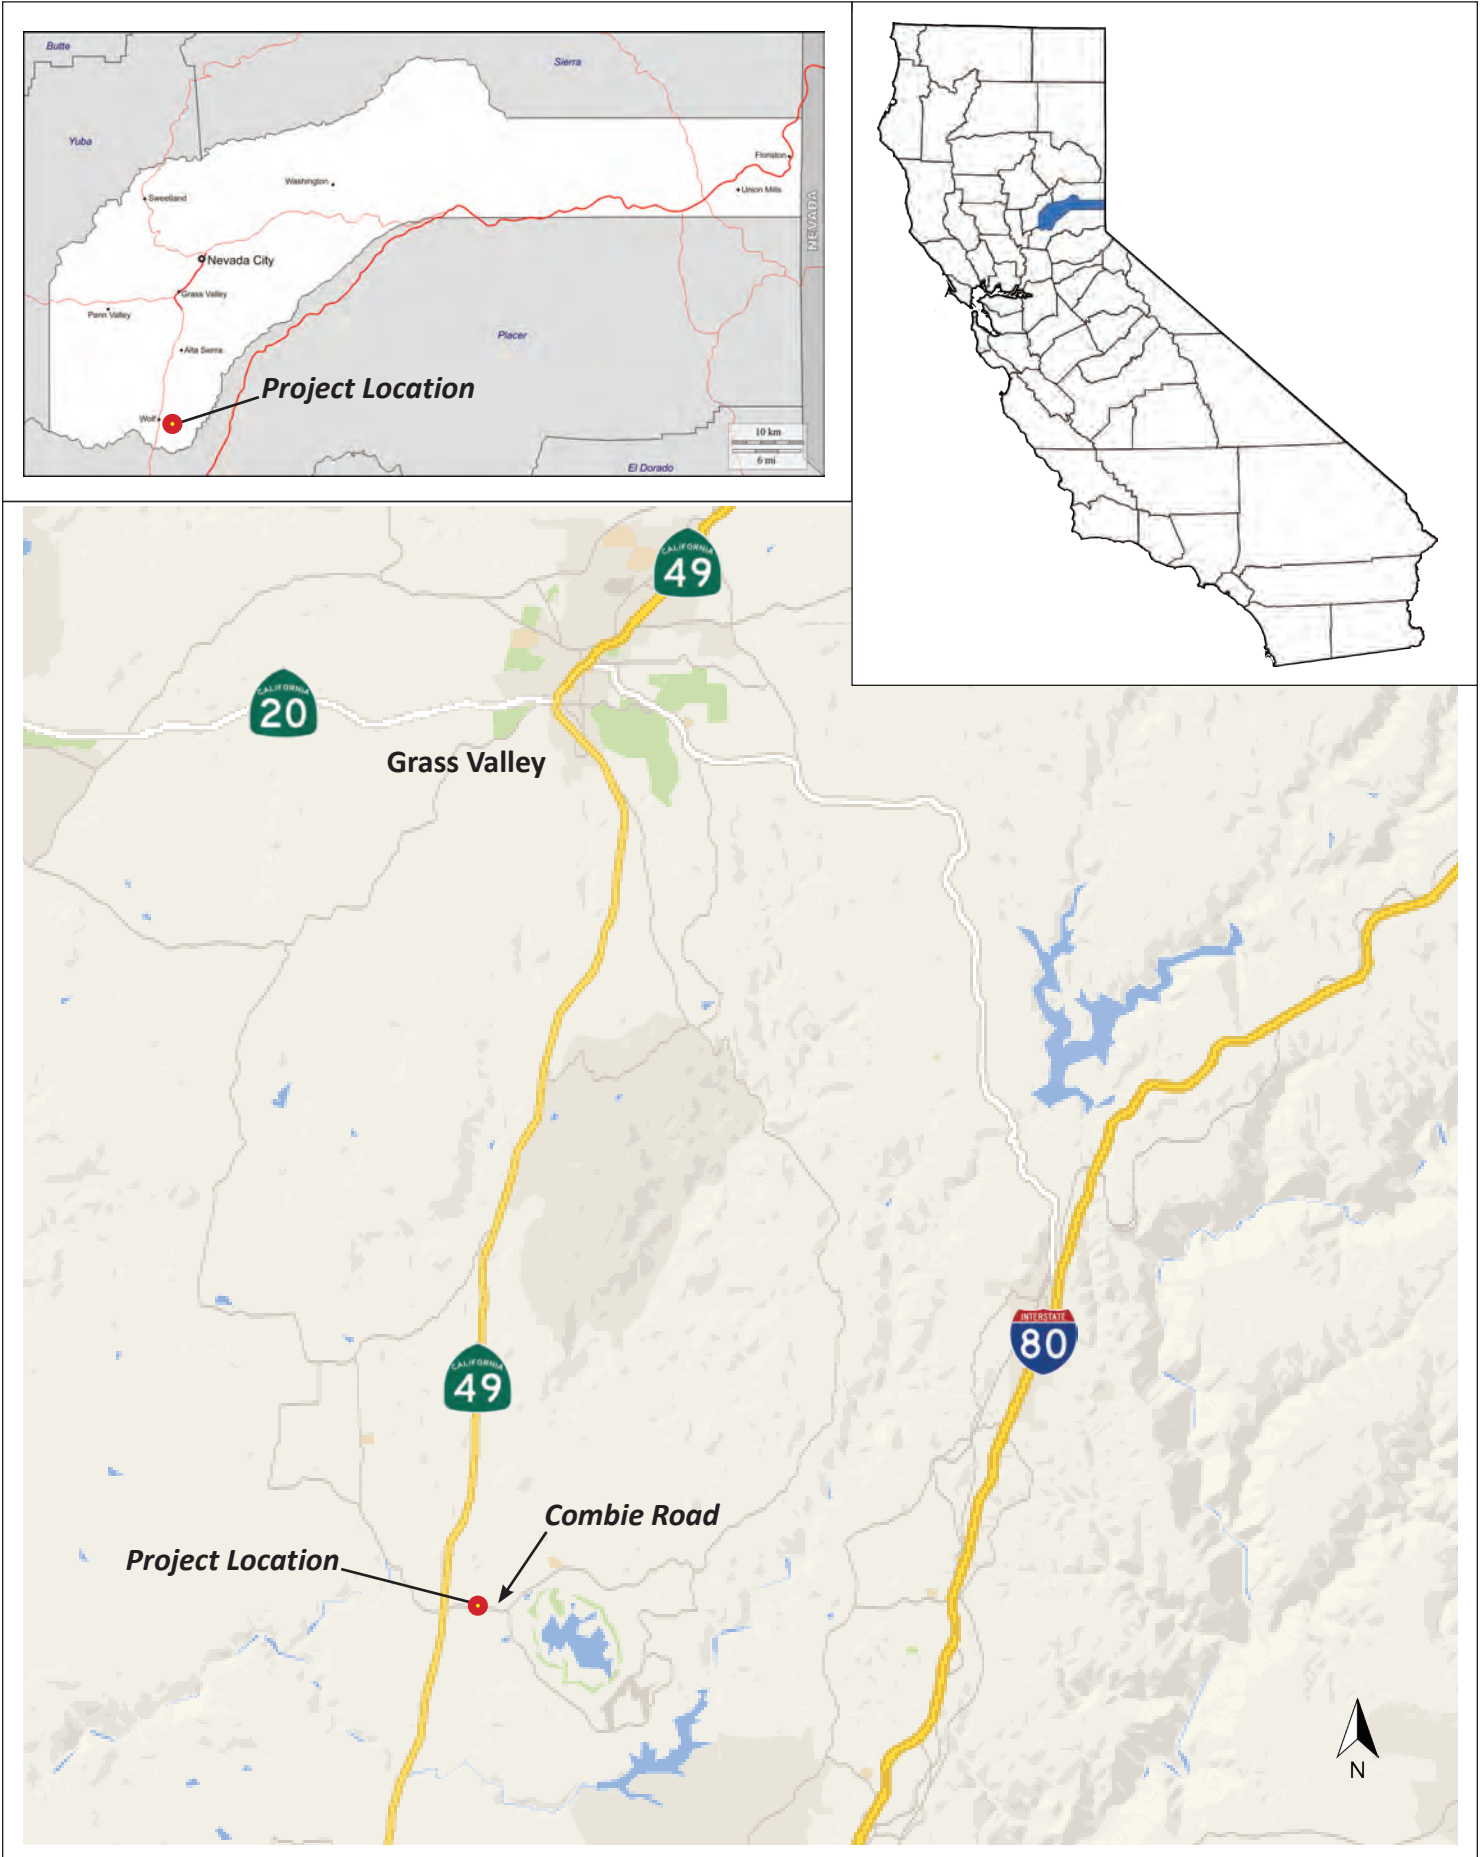 Butte
Sierra
Yuba
Floriston
Washington
Union Mills
Sweetland
NEVADA
Nevada City
Grass Valley
Penn Valley
Placer
Alta Sierra
Project Location
Wolf
10 km
6 mi
El Dorado
CALIFORNIA
49
CALIFORNIA
20
Grass Valley
INTERSTATE
80
CALIFORNIA
49
Combie Road
Project Location
N